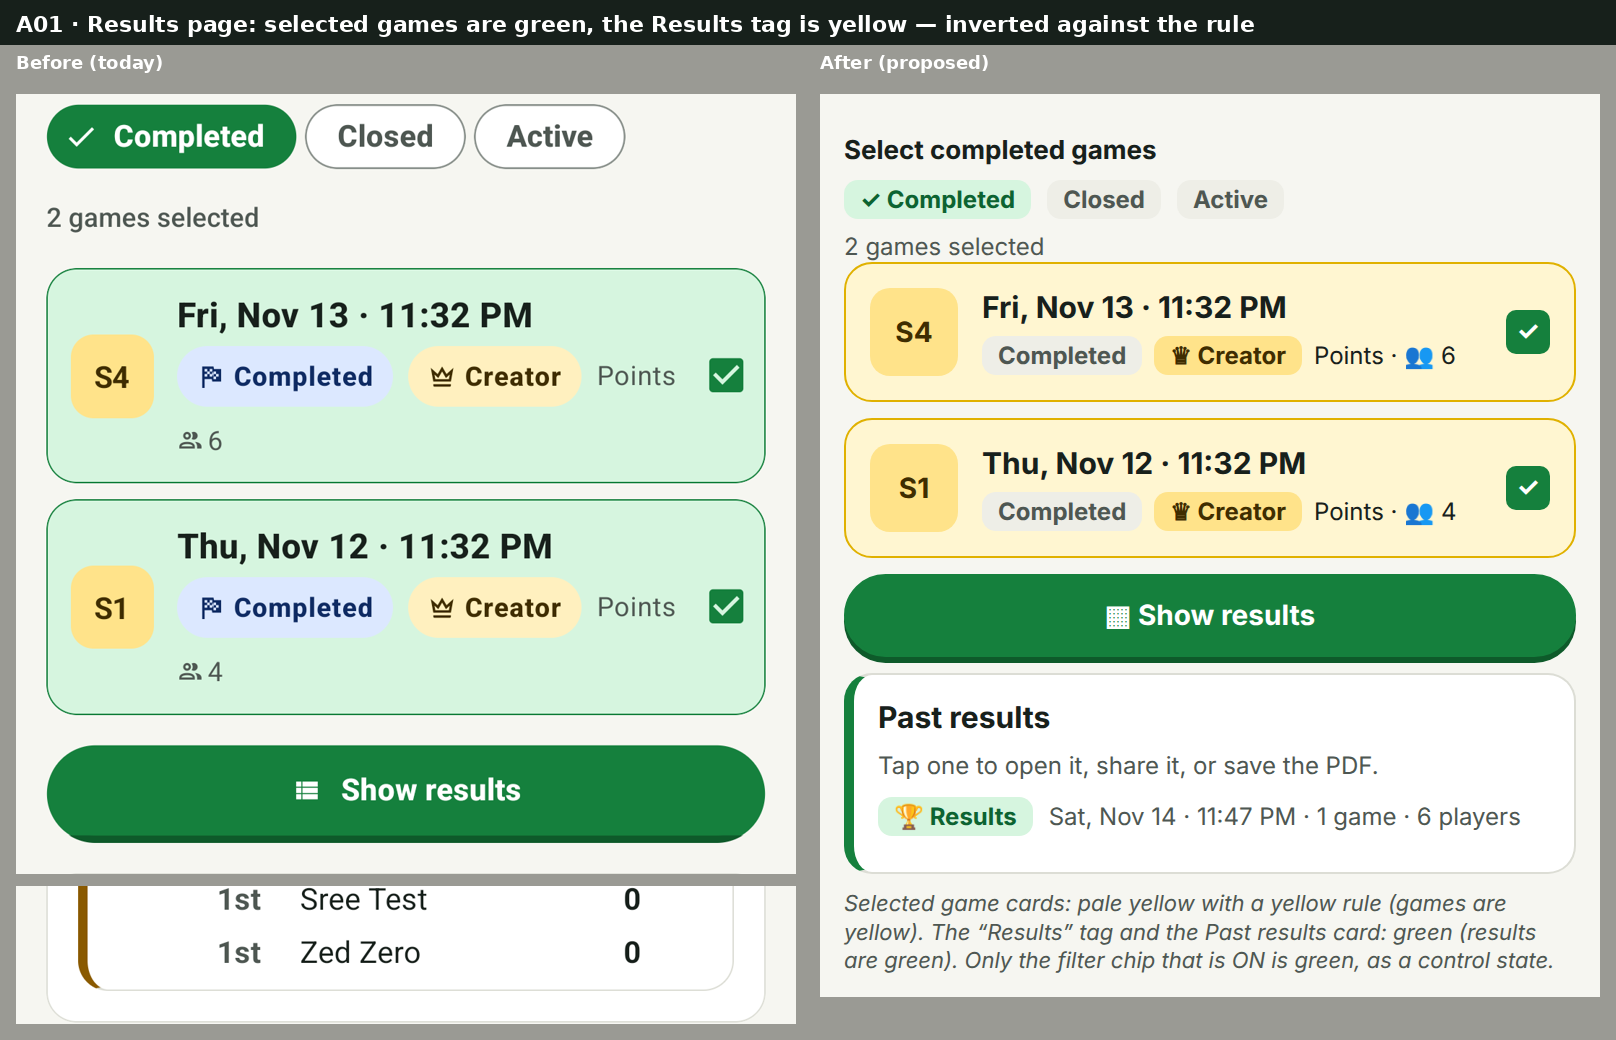 A01 · Results page: selected games are green, the Results tag is yellow — inverted against the rule
Before (today)
Completed
Closed
Active
2 games selected
Fri, Nov 13 · 11:32 PM
S4
Completed
Creator
Points
6
Thu, Nov 12 · 11:32 PM
S1
Completed
Creator
Points
4
Show results
1st Sree Test 0
1st Zed Zero 0
After (proposed)
Select completed games
✓ Completed
Closed
Active
2 games selected
Fri, Nov 13 · 11:32 PM
S4
Completed
Creator
Points · 👥 6
Thu, Nov 12 · 11:32 PM
S1
Completed
Creator
Points · 👥 4
Show results
Past results
Tap one to open it, share it, or save the PDF.
🏆 Results Sat, Nov 14 · 11:47 PM · 1 game · 6 players
Selected game cards: pale yellow with a yellow rule (games are
yellow). The “Results” tag and the Past results card: green (results
are green). Only the filter chip that is ON is green, as a control state.